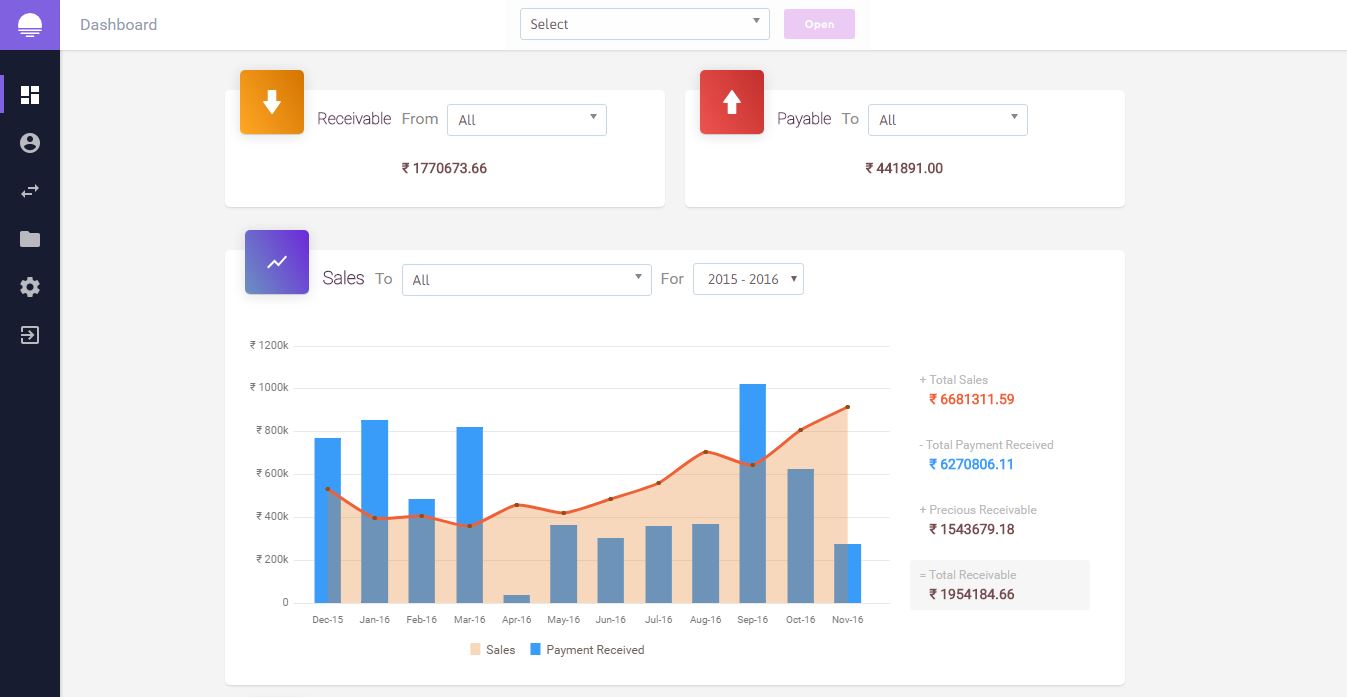 Dashboard
Select
Open
Receivable From All
₹ 1770673.66
Payable To All
₹ 441891.00
Sales To All For 2015 - 2016
₹ 1200k
₹ 1000k
₹ 800k
₹ 600k
₹ 400k
₹ 200k
0
Dec-15 Jan-16 Feb-16 Mar-16 Apr-16 May-16 Jun-16 Jul-16 Aug-16 Sep-16 Oct-16 Nov-16
Sales Payment Received
+ Total Sales
₹ 6681311.59
- Total Payment Received
₹ 6270806.11
+ Precious Receivable
₹ 1543679.18
= Total Receivable
₹ 1954184.66